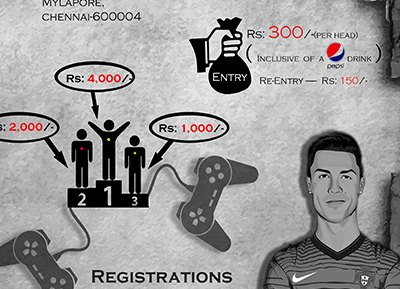 MYLAPORE,
CHENNAI-600004
Rs: 300/-(PER HEAD)
( INCLUSIVE OF A pepsi DRINK )
ENTRY
RE-ENTRY — Rs: 150/-
Rs: 4,000/-
s: 2,000/-
Rs: 1,000/-
2 1 3
REGISTRATIONS